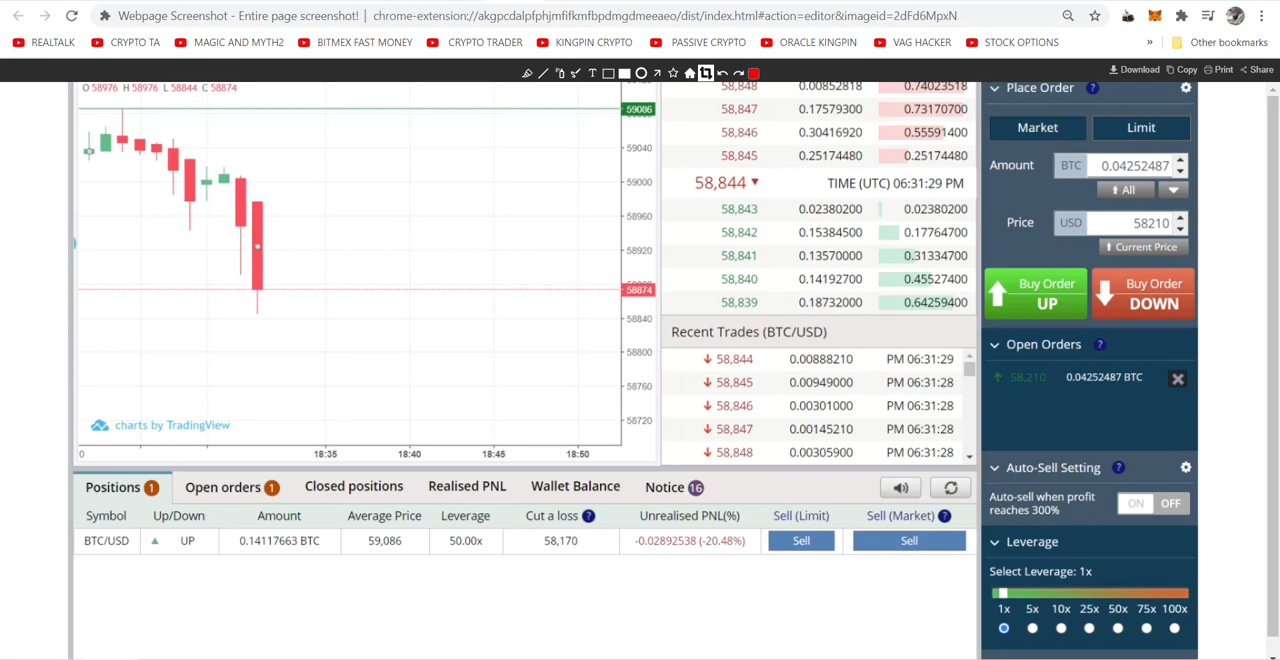 Webpage Screenshot - Entire page screenshot! | chrome-extension://akgpcdalpfphjmfifkmfbpdmgdmeeaeo/dist/index.html#action=editor&imageid=2dFd6MpxN
REALTALK CRYPTO TA MAGIC AND MYTH2 BITMEX FAST MONEY CRYPTO TRADER KINGPIN CRYPTO PASSIVE CRYPTO ORACLE KINGPIN VAG HACKER STOCK OPTIONS » Other bookmarks
Download Copy Print Share
O 58976 H 58976 L 58844 C 58874
59086
59040
59000
58960
58920
58874
58840
58800
58760
58720
charts by TradingView
0 18:35 18:40 18:45 18:50
58,848 0.00852818 0.74023518
58,847 0.17579300 0.73170700
58,846 0.30416920 0.55591400
58,845 0.25174480 0.25174480
58,844 TIME (UTC) 06:31:29 PM
58,843 0.02380200 0.02380200
58,842 0.15384500 0.17764700
58,841 0.13570000 0.31334700
58,840 0.14192700 0.45527400
58,839 0.18732000 0.64259400
Recent Trades (BTC/USD)
58,844 0.00888210 PM 06:31:29
58,845 0.00949000 PM 06:31:28
58,846 0.00301000 PM 06:31:28
58,847 0.00145210 PM 06:31:28
58,848 0.00305900 PM 06:31:28
Place Order ?
Market Limit
Amount BTC 0.04252487
All
Price USD 58210
Current Price
Buy Order UP
Buy Order DOWN
Open Orders ?
58,210 0.04252487 BTC
Auto-Sell Setting ?
Auto-sell when profit
reaches 300%
ON OFF
Leverage
Select Leverage: 1x
1x 5x 10x 25x 50x 75x 100x
Positions 1 Open orders 1 Closed positions Realised PNL Wallet Balance Notice 16
Symbol Up/Down Amount Average Price Leverage Cut a loss ? Unrealised PNL(%) Sell (Limit) Sell (Market) ?
BTC/USD UP 0.14117663 BTC 59,086 50.00x 58,170 -0.02892538 (-20.48%) Sell Sell